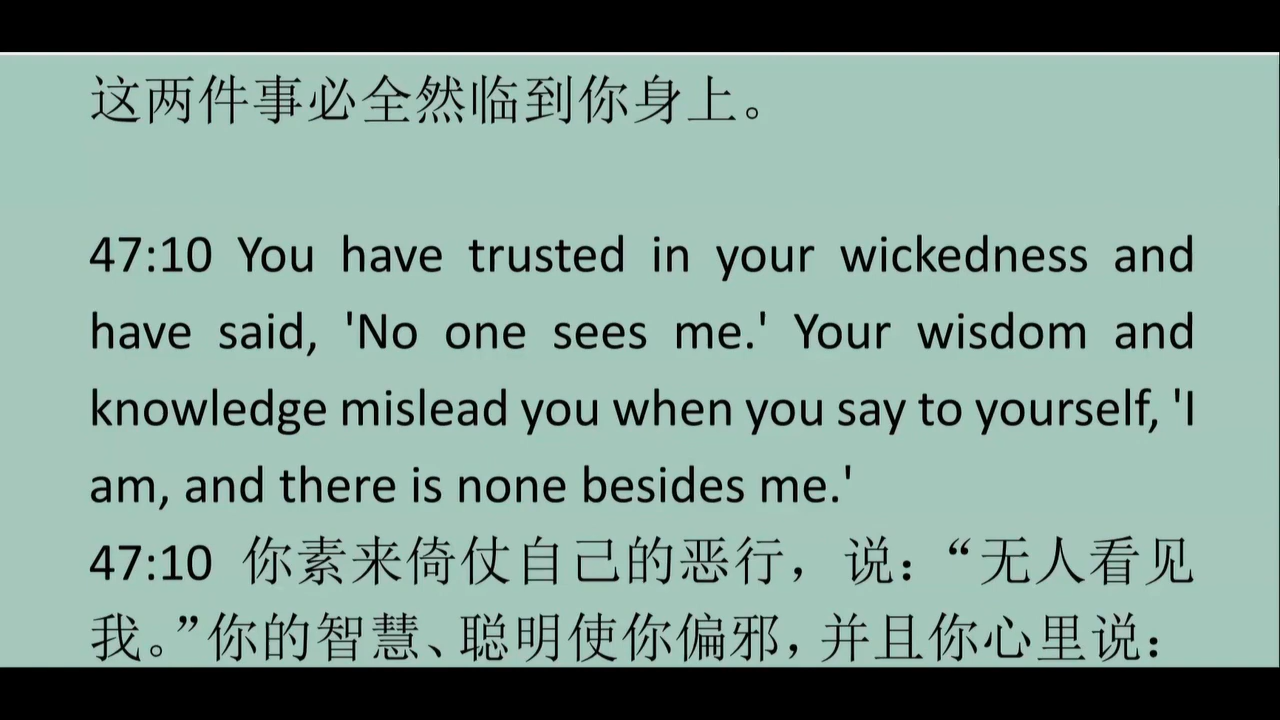 这两件事必全然临到你身上。
47:10 You have trusted in your wickedness and
have said, 'No one sees me.' Your wisdom and
knowledge mislead you when you say to yourself, 'I
am, and there is none besides me.'
47:10 你素来倚仗自己的恶行，说：“无人看见
我。”你的智慧、聪明使你偏邪，并且你心里说：